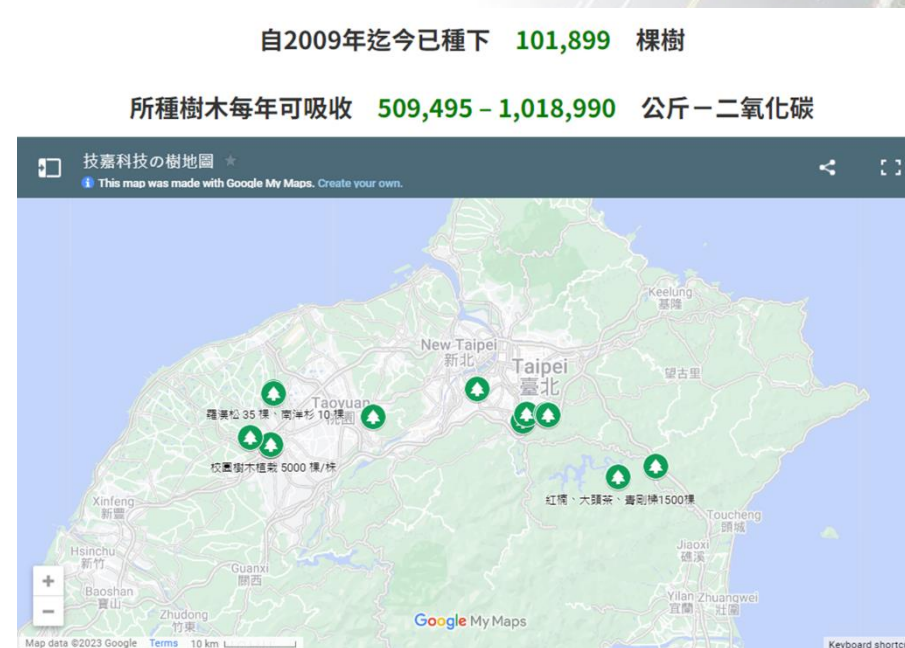 自2009年迄今已種下 101,899 棵樹
所種樹木每年可吸收 509,495 – 1,018,990 公斤－二氧化碳
技嘉科技の樹地圖
This map was made with Google My Maps. Create your own.
Keelung
基隆
New Taipei
新北
Taipei
臺北
望古里
Taoyuan
桃園
羅漢松 35 棵、南洋杉 10 棵
校園樹木植栽 5000 棵/株
紅楠、大頭茶、青剛櫟1500棵
Xinfeng
新豐
Toucheng
頭城
Hsinchu
新竹
Jiaoxi
礁溪
Guanxi
關西
Baoshan
寶山
Yilan
宜蘭
Zhuangwei
壯圍
Zhudong
竹東
Google My Maps
Map data ©2023 Google Terms 10 km
Keyboard shortc